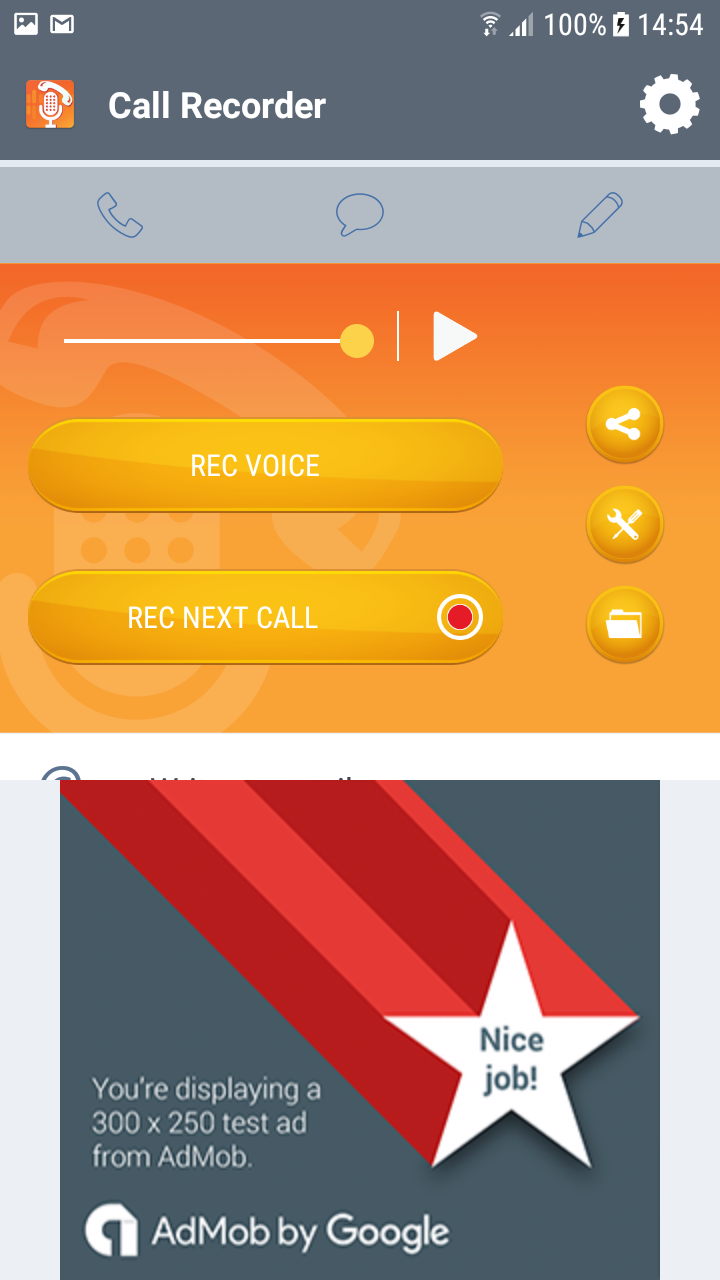 100% 14:54
Call Recorder
REC VOICE
REC NEXT CALL
Nice
job!
You're displaying a
300 x 250 test ad
from AdMob.
AdMob by Google